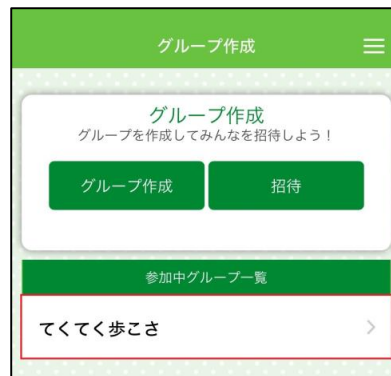 グループ作成
グループ作成
グループを作成してみんなを招待しよう！
グループ作成 招待
参加中グループ一覧
てくてく歩こさ